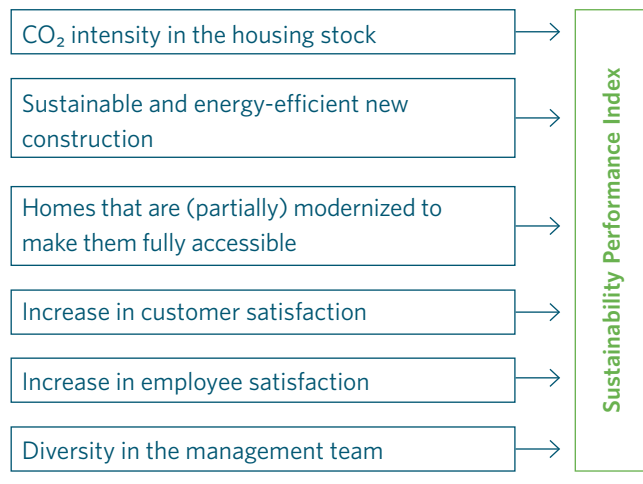 CO₂ intensity in the housing stock
Sustainable and energy-efficient new
construction
Homes that are (partially) modernized to
make them fully accessible
Increase in customer satisfaction
Increase in employee satisfaction
Diversity in the management team
Sustainability Performance Index